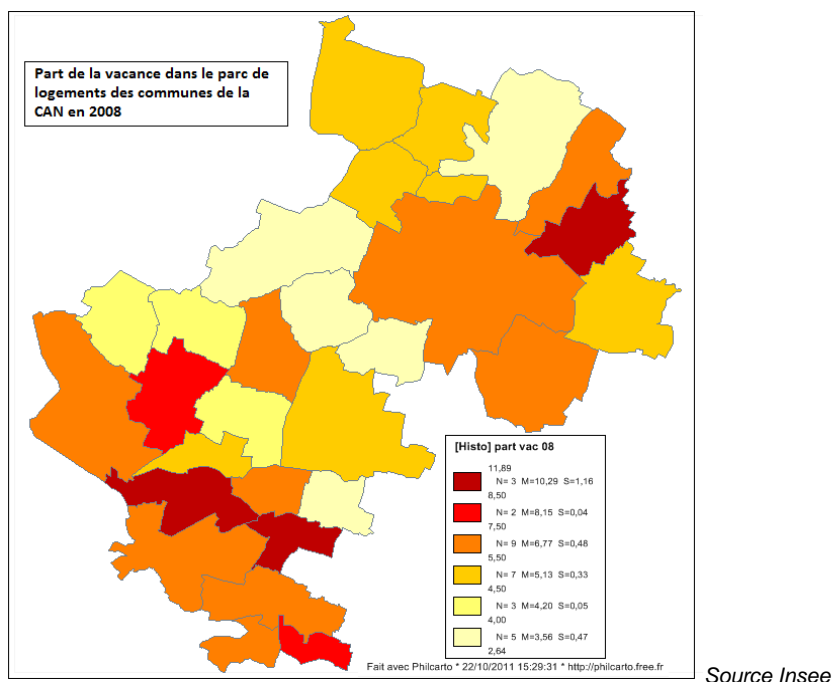 Part de la vacance dans le parc de
logements des communes de la
CAN en 2008
[Histo] part vac 08
11,89
N= 3 M=10,29 S=1,16
8,50
N= 2 M=8,15 S=0,04
7,50
N= 9 M=6,77 S=0,48
5,50
N= 7 M=5,13 S=0,33
4,50
N= 3 M=4,20 S=0,05
4,00
N= 5 M=3,56 S=0,47
2,64
Fait avec Philcarto * 22/10/2011 15:29:31 * http://philcarto.free.fr
Source Insee